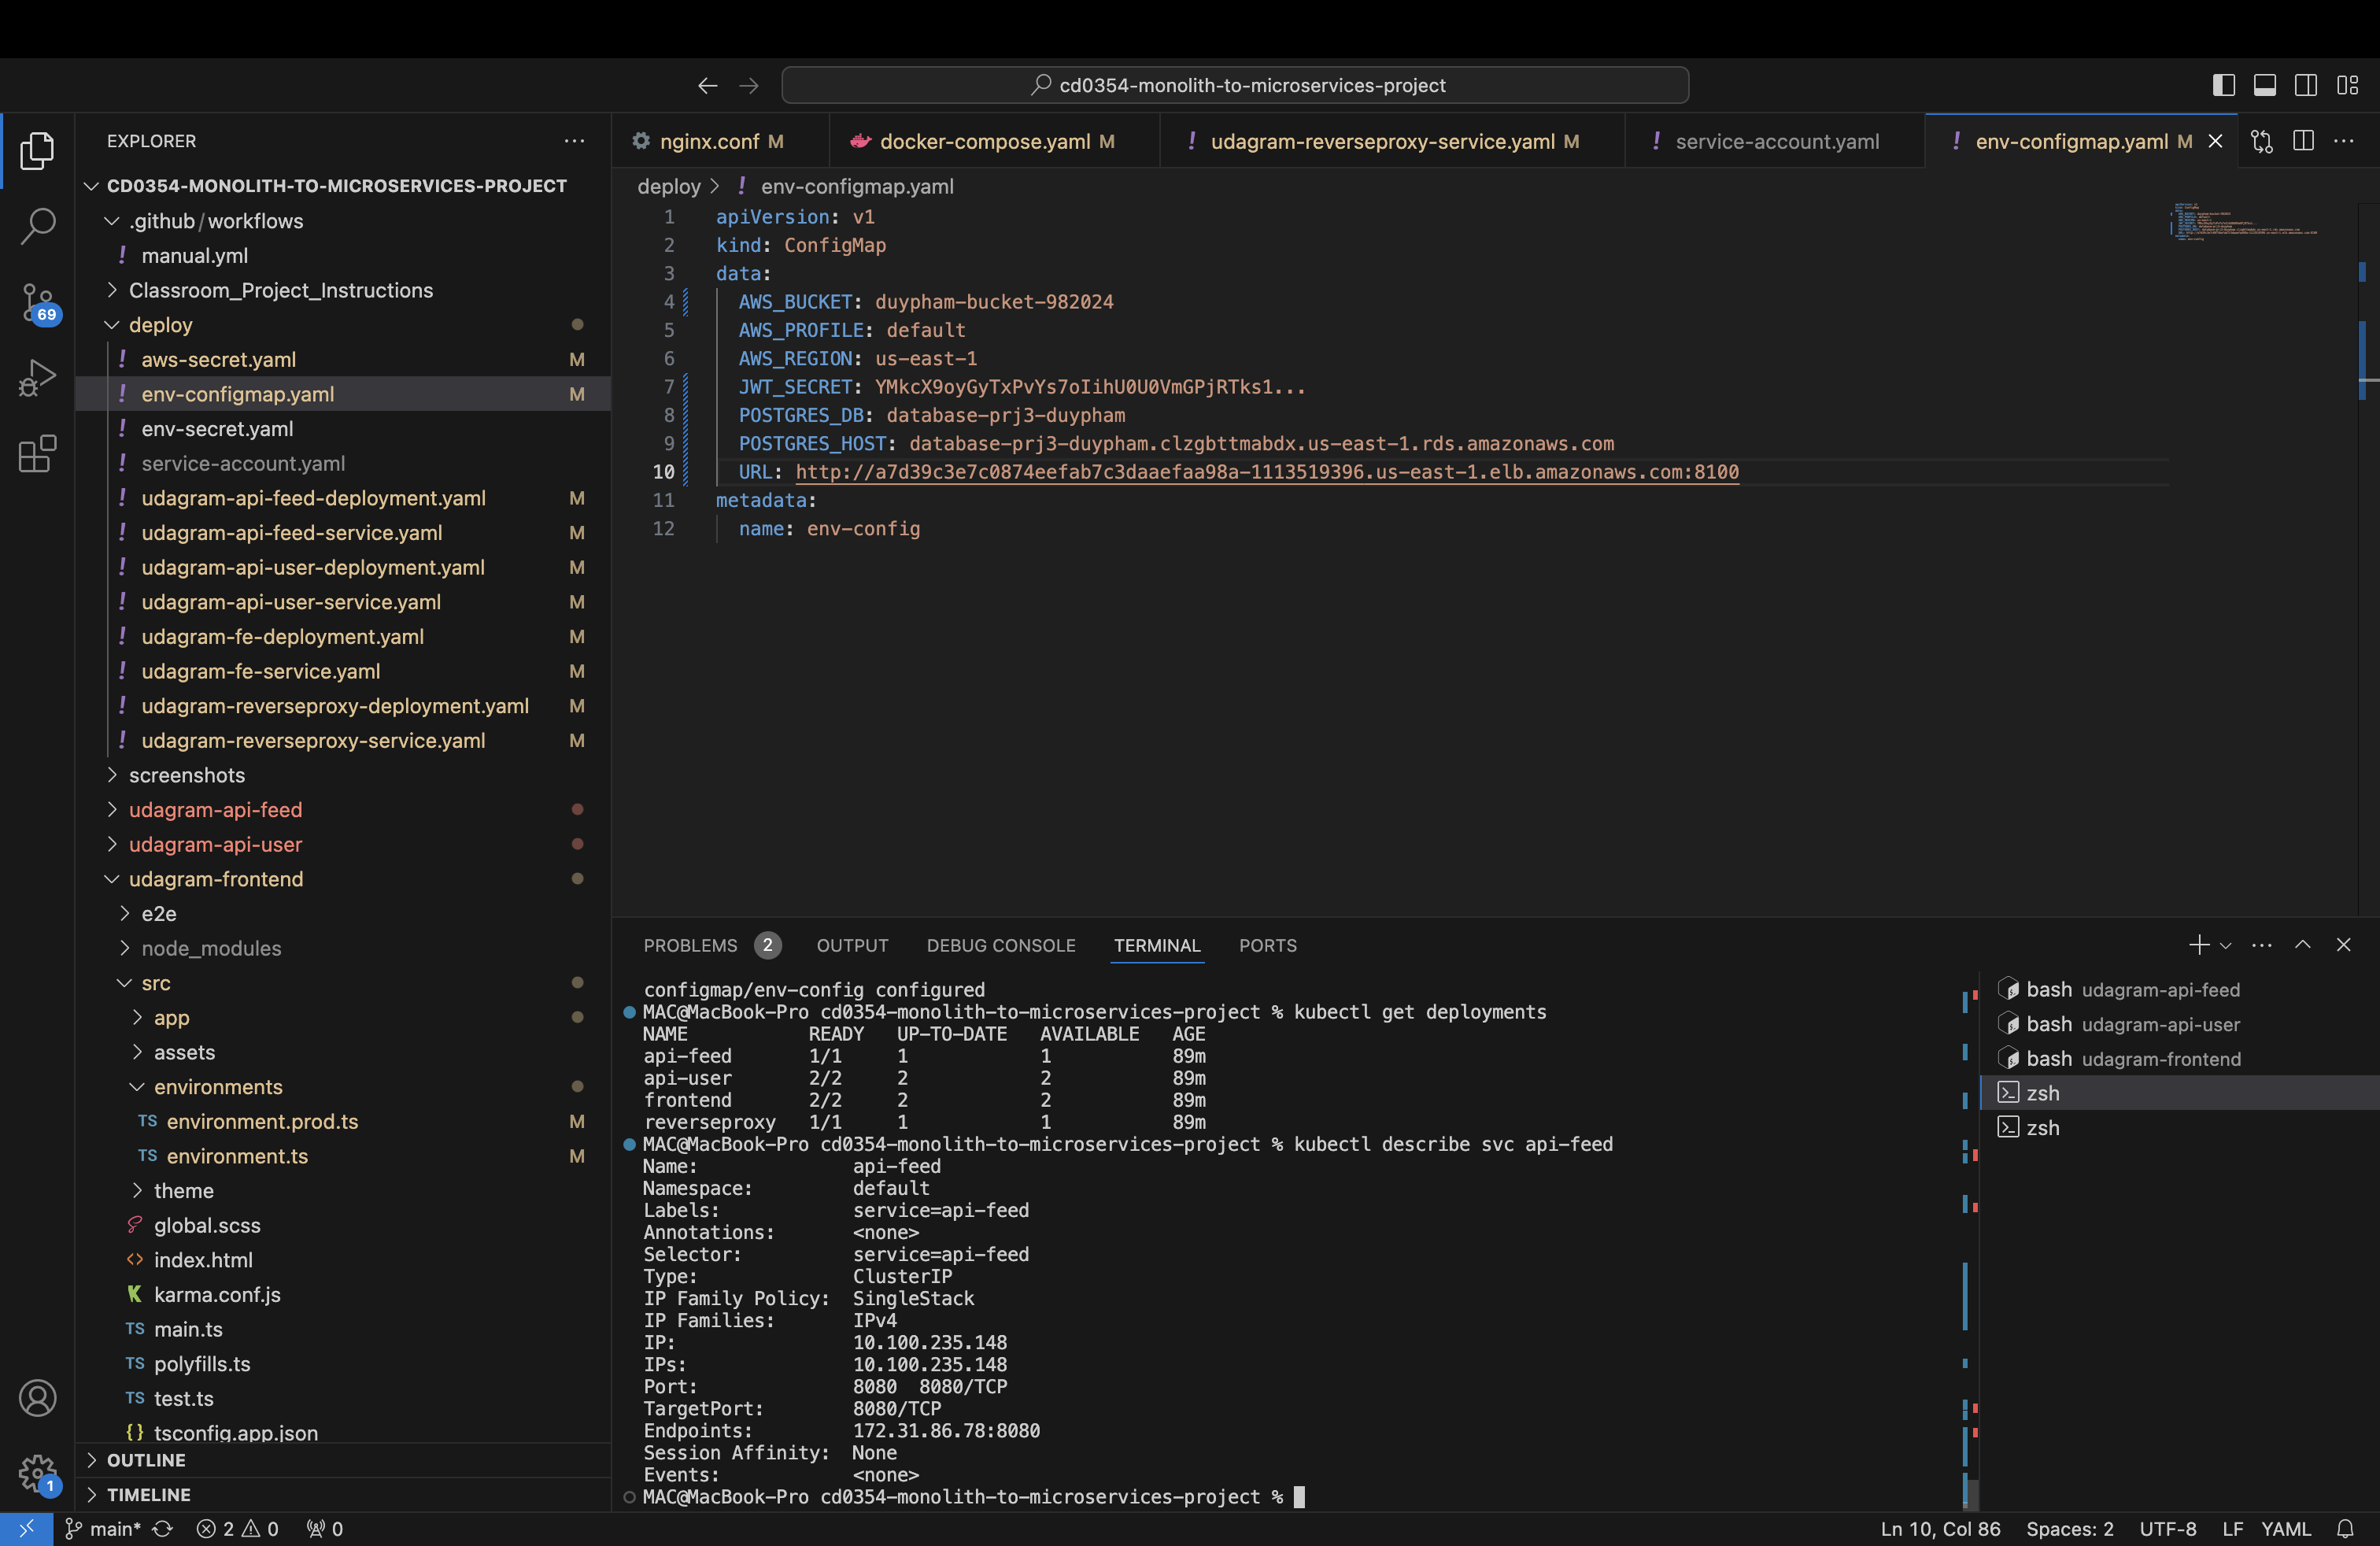 cd0354-monolith-to-microservices-project
EXPLORER
CD0354-MONOLITH-TO-MICROSERVICES-PROJECT
.github/workflows
! manual.yml
Classroom_Project_Instructions
69
deploy
! aws-secret.yaml M
! env-configmap.yaml M
! env-secret.yaml
! service-account.yaml
! udagram-api-feed-deployment.yaml M
! udagram-api-feed-service.yaml M
! udagram-api-user-deployment.yaml M
! udagram-api-user-service.yaml M
! udagram-fe-deployment.yaml M
! udagram-fe-service.yaml M
! udagram-reverseproxy-deployment.yaml M
! udagram-reverseproxy-service.yaml M
screenshots
udagram-api-feed
udagram-api-user
udagram-frontend
e2e
node_modules
src
app
assets
environments
TS environment.prod.ts M
TS environment.ts M
theme
global.scss
<> index.html
K karma.conf.js
TS main.ts
TS polyfills.ts
TS test.ts
{} tsconfig.app.json
OUTLINE
1
TIMELINE
nginx.conf M
docker-compose.yaml M
! udagram-reverseproxy-service.yaml M
! service-account.yaml
! env-configmap.yaml M
deploy > ! env-configmap.yaml
1 apiVersion: v1
2 kind: ConfigMap
3 data:
4 AWS_BUCKET: duypham-bucket-982024
5 AWS_PROFILE: default
6 AWS_REGION: us-east-1
7 JWT_SECRET: YMkcX9oyGyTxPvYs7oIihU0U0VmGPjRTks1...
8 POSTGRES_DB: database-prj3-duypham
9 POSTGRES_HOST: database-prj3-duypham.clzgbttmabdx.us-east-1.rds.amazonaws.com
10 URL: http://a7d39c3e7c0874eefab7c3daaefaa98a-1113519396.us-east-1.elb.amazonaws.com:8100
11 metadata:
12 name: env-config
PROBLEMS 2 OUTPUT DEBUG CONSOLE TERMINAL PORTS
configmap/env-config configured
MAC@MacBook-Pro cd0354-monolith-to-microservices-project % kubectl get deployments
NAME READY UP-TO-DATE AVAILABLE AGE
api-feed 1/1 1 1 89m
api-user 2/2 2 2 89m
frontend 2/2 2 2 89m
reverseproxy 1/1 1 1 89m
MAC@MacBook-Pro cd0354-monolith-to-microservices-project % kubectl describe svc api-feed
Name: api-feed
Namespace: default
Labels: service=api-feed
Annotations: <none>
Selector: service=api-feed
Type: ClusterIP
IP Family Policy: SingleStack
IP Families: IPv4
IP: 10.100.235.148
IPs: 10.100.235.148
Port: 8080 8080/TCP
TargetPort: 8080/TCP
Endpoints: 172.31.86.78:8080
Session Affinity: None
Events: <none>
MAC@MacBook-Pro cd0354-monolith-to-microservices-project %
bash udagram-api-feed
bash udagram-api-user
bash udagram-frontend
zsh
zsh
main* 2 0 0
Ln 10, Col 86 Spaces: 2 UTF-8 LF YAML